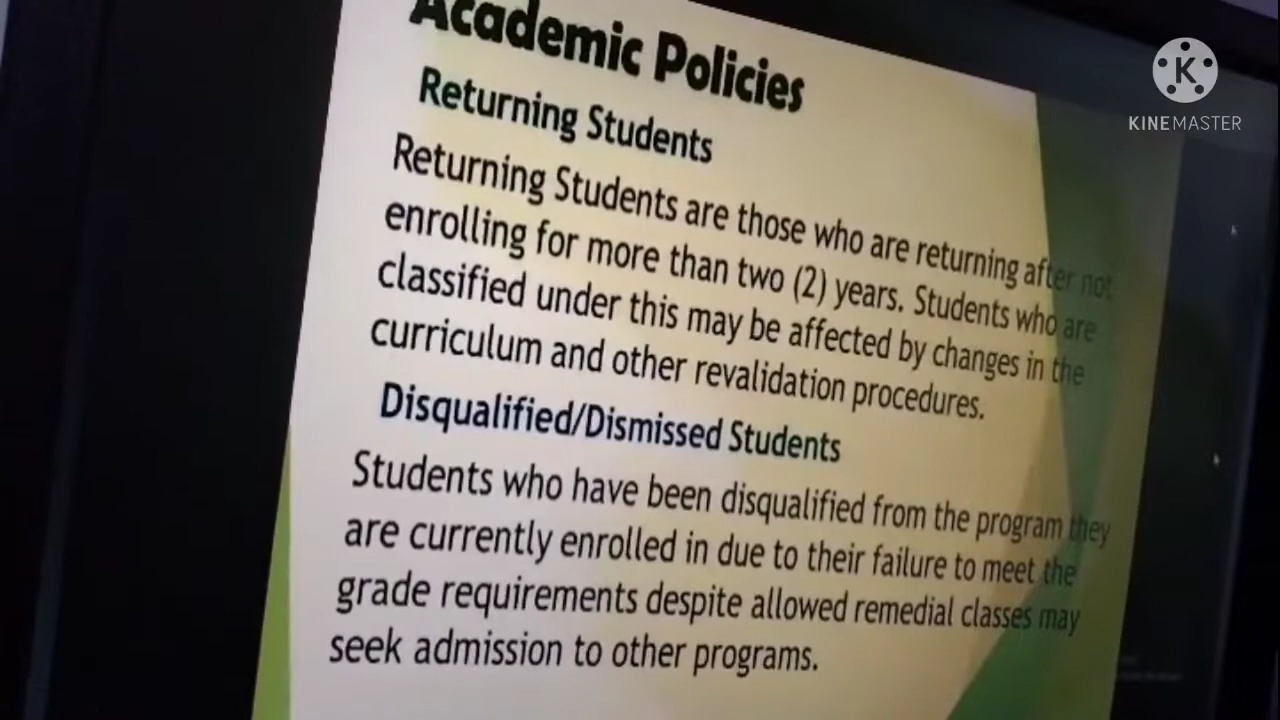 Academic Policies
Returning Students
Returning Students are those who are returning after not
enrolling for more than two (2) years. Students who are
classified under this may be affected by changes in the
curriculum and other revalidation procedures.
Disqualified/Dismissed Students
Students who have been disqualified from the program they
are currently enrolled in due to their failure to meet the
grade requirements despite allowed remedial classes may
seek admission to other programs.
K
KINEMASTER